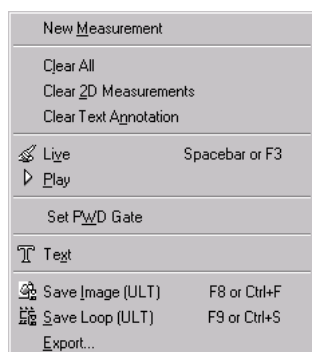 New Measurement
Clear All
Clear 2D Measurements
Clear Text Annotation
Live Spacebar or F3
Play
Set PWD Gate
Text
Save Image (ULT) F8 or Ctrl+F
Save Loop (ULT) F9 or Ctrl+S
Export...